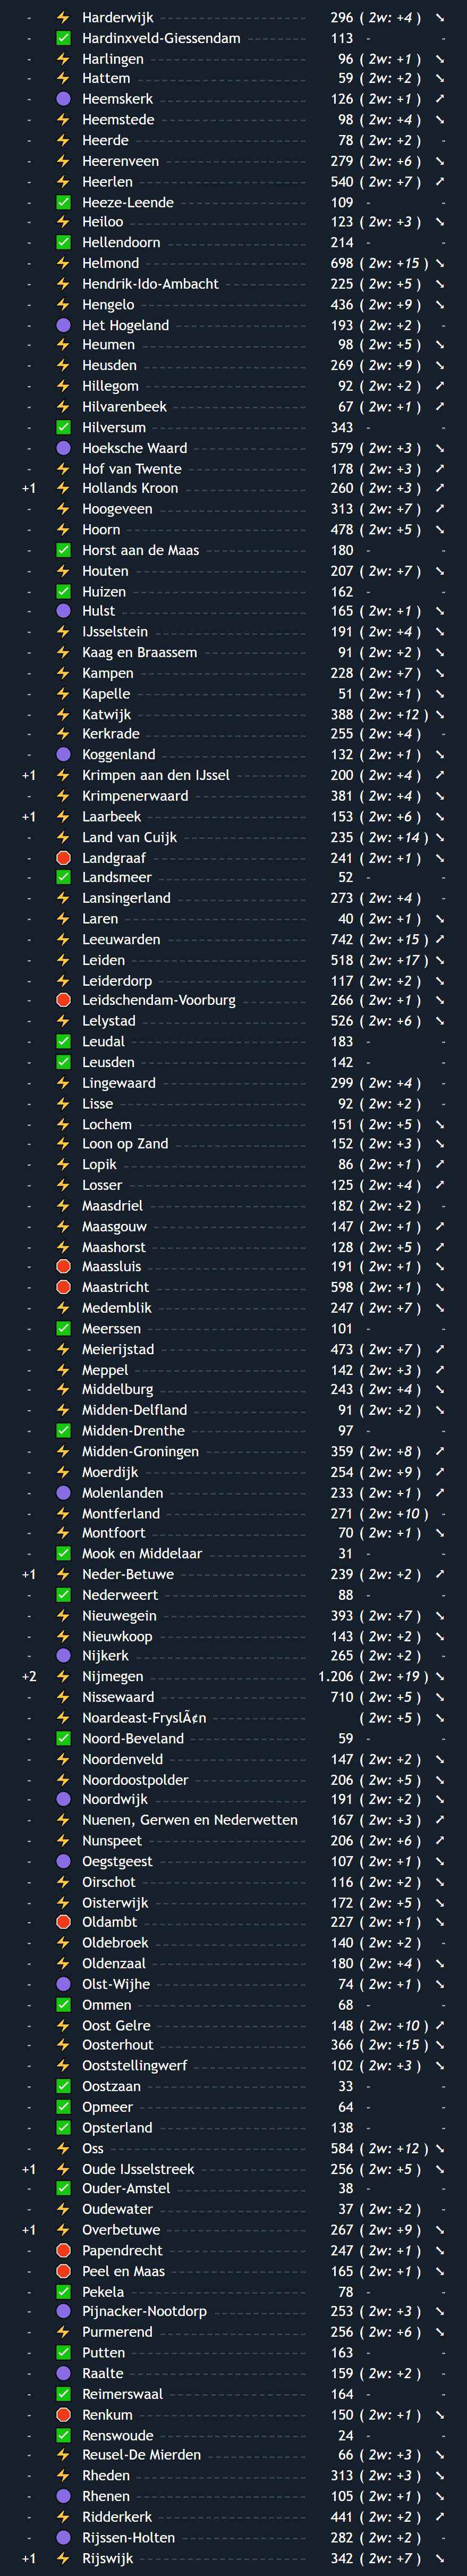 - ⚡ Harderwijk 296 ( 2w: +4 ) ↘
- ✅ Hardinxveld-Giessendam 113 - -
- ⚡ Harlingen 96 ( 2w: +1 ) ↘
- ⚡ Hattem 59 ( 2w: +2 ) ↘
- 🟣 Heemskerk 126 ( 2w: +1 ) ↗
- ⚡ Heemstede 98 ( 2w: +4 ) ↘
- ⚡ Heerde 78 ( 2w: +2 ) -
- ⚡ Heerenveen 279 ( 2w: +6 ) ↘
- ⚡ Heerlen 540 ( 2w: +7 ) ↗
- ✅ Heeze-Leende 109 - -
- ⚡ Heiloo 123 ( 2w: +3 ) ↘
- ✅ Hellendoorn 214 - -
- ⚡ Helmond 698 ( 2w: +15 ) ↘
- ⚡ Hendrik-Ido-Ambacht 225 ( 2w: +5 ) ↘
- ⚡ Hengelo 436 ( 2w: +9 ) ↘
- 🟣 Het Hogeland 193 ( 2w: +2 ) -
- ⚡ Heumen 98 ( 2w: +5 ) ↘
- ⚡ Heusden 269 ( 2w: +9 ) ↘
- ⚡ Hillegom 92 ( 2w: +2 ) ↗
- ⚡ Hilvarenbeek 67 ( 2w: +1 ) ↗
- ✅ Hilversum 343 - -
- 🟣 Hoeksche Waard 579 ( 2w: +3 ) ↘
- ⚡ Hof van Twente 178 ( 2w: +3 ) ↗
+1 ⚡ Hollands Kroon 260 ( 2w: +3 ) ↗
- ⚡ Hoogeveen 313 ( 2w: +7 ) ↗
- ⚡ Hoorn 478 ( 2w: +5 ) ↘
- ✅ Horst aan de Maas 180 - -
- ⚡ Houten 207 ( 2w: +7 ) ↘
- ✅ Huizen 162 - -
- 🟣 Hulst 165 ( 2w: +1 ) ↘
- ⚡ IJsselstein 191 ( 2w: +4 ) ↘
- ⚡ Kaag en Braassem 91 ( 2w: +2 ) ↘
- ⚡ Kampen 228 ( 2w: +7 ) ↘
- ⚡ Kapelle 51 ( 2w: +1 ) ↘
- ⚡ Katwijk 388 ( 2w: +12 ) ↘
- ⚡ Kerkrade 255 ( 2w: +4 ) -
- 🟣 Koggenland 132 ( 2w: +1 ) ↘
+1 ⚡ Krimpen aan den IJssel 200 ( 2w: +4 ) ↗
- ⚡ Krimpenerwaard 381 ( 2w: +4 ) ↘
+1 ⚡ Laarbeek 153 ( 2w: +6 ) ↘
- ⚡ Land van Cuijk 235 ( 2w: +14 ) ↘
- 🛑 Landgraaf 241 ( 2w: +1 ) ↘
- ✅ Landsmeer 52 - -
- ⚡ Lansingerland 273 ( 2w: +4 ) -
- ⚡ Laren 40 ( 2w: +1 ) ↘
- ⚡ Leeuwarden 742 ( 2w: +15 ) ↗
- ⚡ Leiden 518 ( 2w: +17 ) ↘
- ⚡ Leiderdorp 117 ( 2w: +2 ) ↘
- 🛑 Leidschendam-Voorburg 266 ( 2w: +1 ) ↘
- ⚡ Lelystad 526 ( 2w: +6 ) ↘
- ✅ Leudal 183 - -
- ✅ Leusden 142 - -
- ⚡ Lingewaard 299 ( 2w: +4 ) -
- ⚡ Lisse 92 ( 2w: +2 ) -
- ⚡ Lochem 151 ( 2w: +5 ) ↘
- ⚡ Loon op Zand 152 ( 2w: +3 ) ↘
- ⚡ Lopik 86 ( 2w: +1 ) ↗
- ⚡ Losser 125 ( 2w: +4 ) ↗
- ⚡ Maasdriel 182 ( 2w: +2 ) -
- ⚡ Maasgouw 147 ( 2w: +1 ) ↗
- ⚡ Maashorst 128 ( 2w: +5 ) ↗
- 🛑 Maassluis 191 ( 2w: +1 ) ↘
- 🛑 Maastricht 598 ( 2w: +1 ) ↘
- ⚡ Medemblik 247 ( 2w: +7 ) ↘
- ✅ Meerssen 101 - -
- ⚡ Meierijstad 473 ( 2w: +7 ) ↗
- ⚡ Meppel 142 ( 2w: +3 ) ↗
- ⚡ Middelburg 243 ( 2w: +4 ) ↘
- ⚡ Midden-Delfland 91 ( 2w: +2 ) ↘
- ✅ Midden-Drenthe 97 - -
- ⚡ Midden-Groningen 359 ( 2w: +8 ) ↗
- ⚡ Moerdijk 254 ( 2w: +9 ) ↗
- 🟣 Molenlanden 233 ( 2w: +1 ) ↗
- ⚡ Montferland 271 ( 2w: +10 ) -
- ⚡ Montfoort 70 ( 2w: +1 ) ↘
- ✅ Mook en Middelaar 31 - -
+1 ⚡ Neder-Betuwe 239 ( 2w: +2 ) ↗
- ✅ Nederweert 88 - -
- ⚡ Nieuwegein 393 ( 2w: +7 ) ↘
- ⚡ Nieuwkoop 143 ( 2w: +2 ) ↘
- 🟣 Nijkerk 265 ( 2w: +2 ) -
+2 ⚡ Nijmegen 1.206 ( 2w: +19 ) ↘
- ⚡ Nissewaard 710 ( 2w: +5 ) ↘
- ⚡ Noardeast-FryslÃ¢n ( 2w: +5 ) ↘
- ✅ Noord-Beveland 59 - -
- ⚡ Noordenveld 147 ( 2w: +2 ) ↘
- ⚡ Noordoostpolder 206 ( 2w: +5 ) ↘
- 🟣 Noordwijk 191 ( 2w: +2 ) ↘
- ⚡ Nuenen, Gerwen en Nederwetten 167 ( 2w: +3 ) ↗
- ⚡ Nunspeet 206 ( 2w: +6 ) ↗
- 🟣 Oegstgeest 107 ( 2w: +1 ) ↘
- ⚡ Oirschot 116 ( 2w: +2 ) ↘
- ⚡ Oisterwijk 172 ( 2w: +5 ) ↘
- 🛑 Oldambt 227 ( 2w: +1 ) ↘
- ⚡ Oldebroek 140 ( 2w: +2 ) -
- ⚡ Oldenzaal 180 ( 2w: +4 ) ↘
- 🟣 Olst-Wijhe 74 ( 2w: +1 ) ↘
- ✅ Ommen 68 - -
- ⚡ Oost Gelre 148 ( 2w: +10 ) ↗
- ⚡ Oosterhout 366 ( 2w: +15 ) ↘
- ⚡ Ooststellingwerf 102 ( 2w: +3 ) ↘
- ✅ Oostzaan 33 - -
- ✅ Opmeer 64 - -
- ✅ Opsterland 138 - -
- ⚡ Oss 584 ( 2w: +12 ) ↘
+1 ⚡ Oude IJsselstreek 256 ( 2w: +5 ) ↘
- ✅ Ouder-Amstel 38 - -
- ⚡ Oudewater 37 ( 2w: +2 ) -
+1 ⚡ Overbetuwe 267 ( 2w: +9 ) ↘
- 🛑 Papendrecht 247 ( 2w: +1 ) ↘
- 🛑 Peel en Maas 165 ( 2w: +1 ) ↘
- ✅ Pekela 78 - -
- 🟣 Pijnacker-Nootdorp 253 ( 2w: +3 ) ↘
- ⚡ Purmerend 256 ( 2w: +6 ) ↘
- ✅ Putten 163 - -
- 🟣 Raalte 159 ( 2w: +2 ) -
- ✅ Reimerswaal 164 - -
- 🛑 Renkum 150 ( 2w: +1 ) ↘
- ✅ Renswoude 24 - -
- ⚡ Reusel-De Mierden 66 ( 2w: +3 ) ↘
- ⚡ Rheden 313 ( 2w: +3 ) ↘
- 🟣 Rhenen 105 ( 2w: +1 ) ↘
- ⚡ Ridderkerk 441 ( 2w: +2 ) ↗
- 🟣 Rijssen-Holten 282 ( 2w: +2 ) -
+1 ⚡ Rijswijk 342 ( 2w: +7 ) ↘